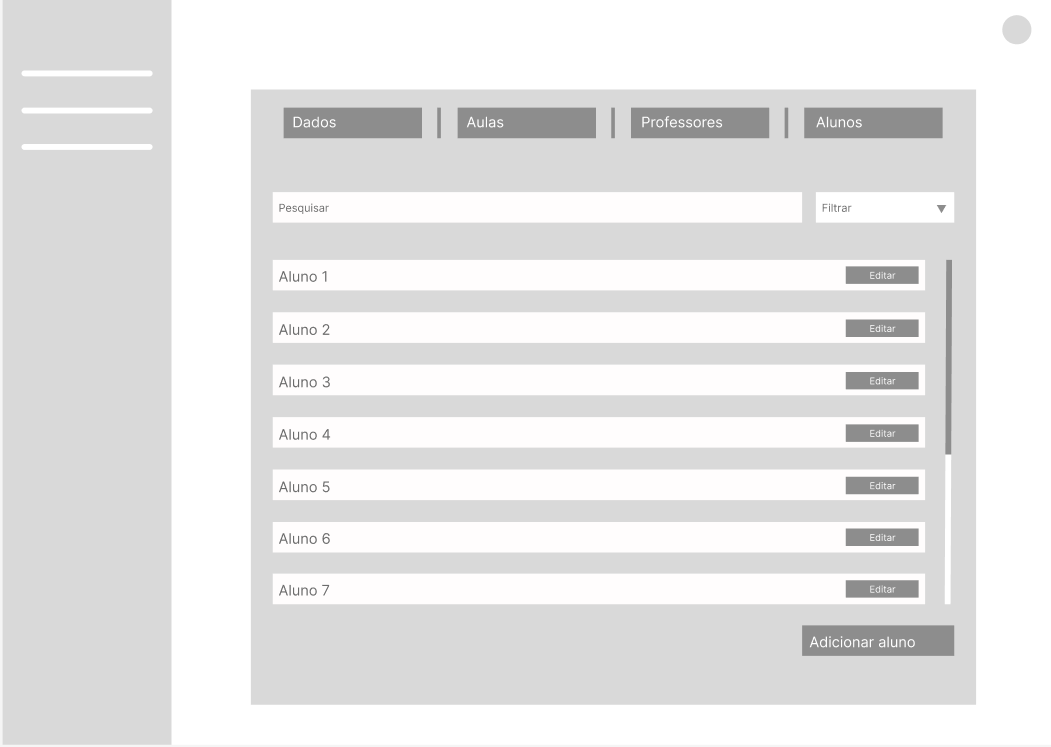 Dados
Aulas
Professores
Alunos
Pesquisar
Filtrar
Aluno 1
Editar
Aluno 2
Editar
Aluno 3
Editar
Aluno 4
Editar
Aluno 5
Editar
Aluno 6
Editar
Aluno 7
Editar
Adicionar aluno